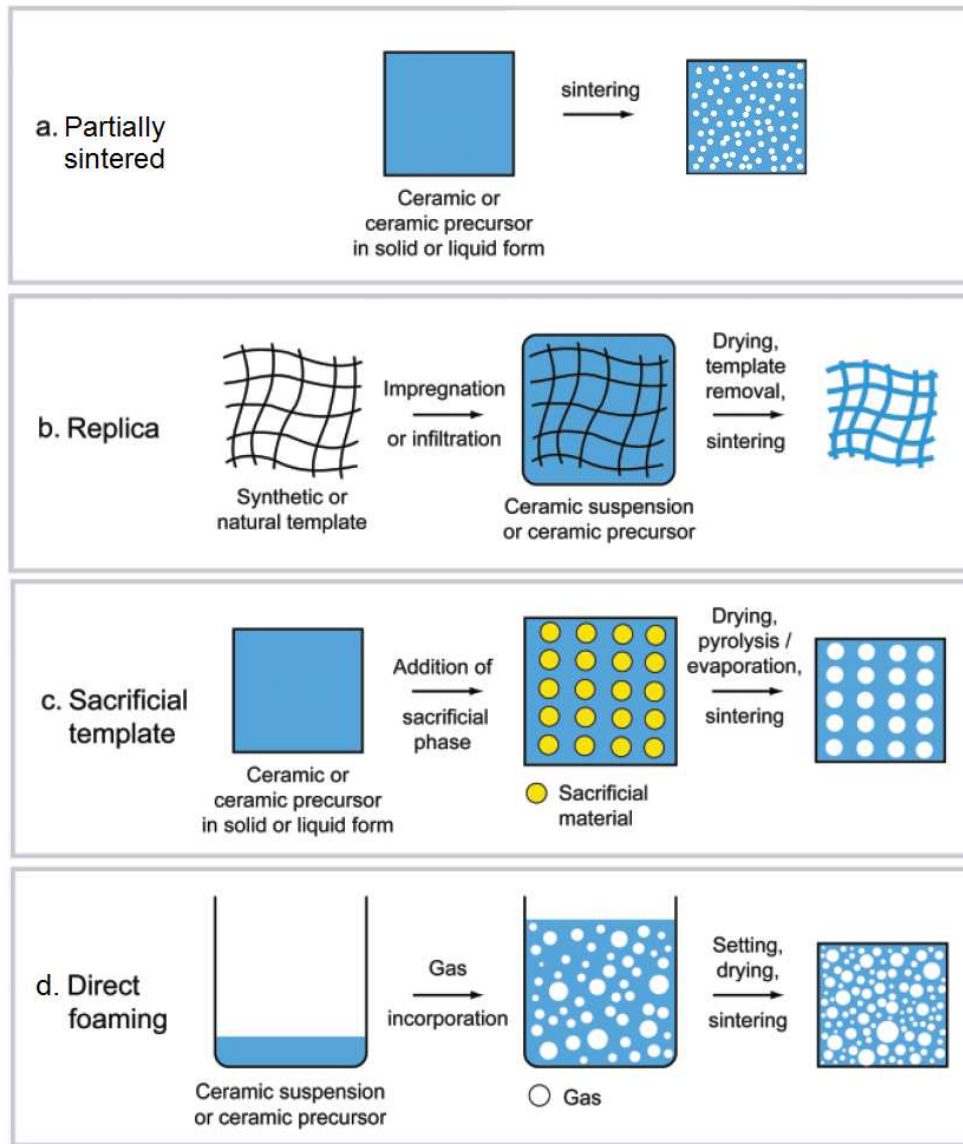 a. Partially
sintered
Ceramic or
ceramic precursor
in solid or liquid form
sintering
b. Replica
Synthetic or
natural template
Impregnation
or infiltration
Ceramic suspension
or ceramic precursor
Drying,
template
removal,
sintering
c. Sacrificial
template
Ceramic or
ceramic precursor
in solid or liquid form
Addition of
sacrificial
phase
Sacrificial
material
Drying,
pyrolysis /
evaporation,
sintering
d. Direct
foaming
Ceramic suspension
or ceramic precursor
Gas
incorporation
Gas
Setting,
drying,
sintering